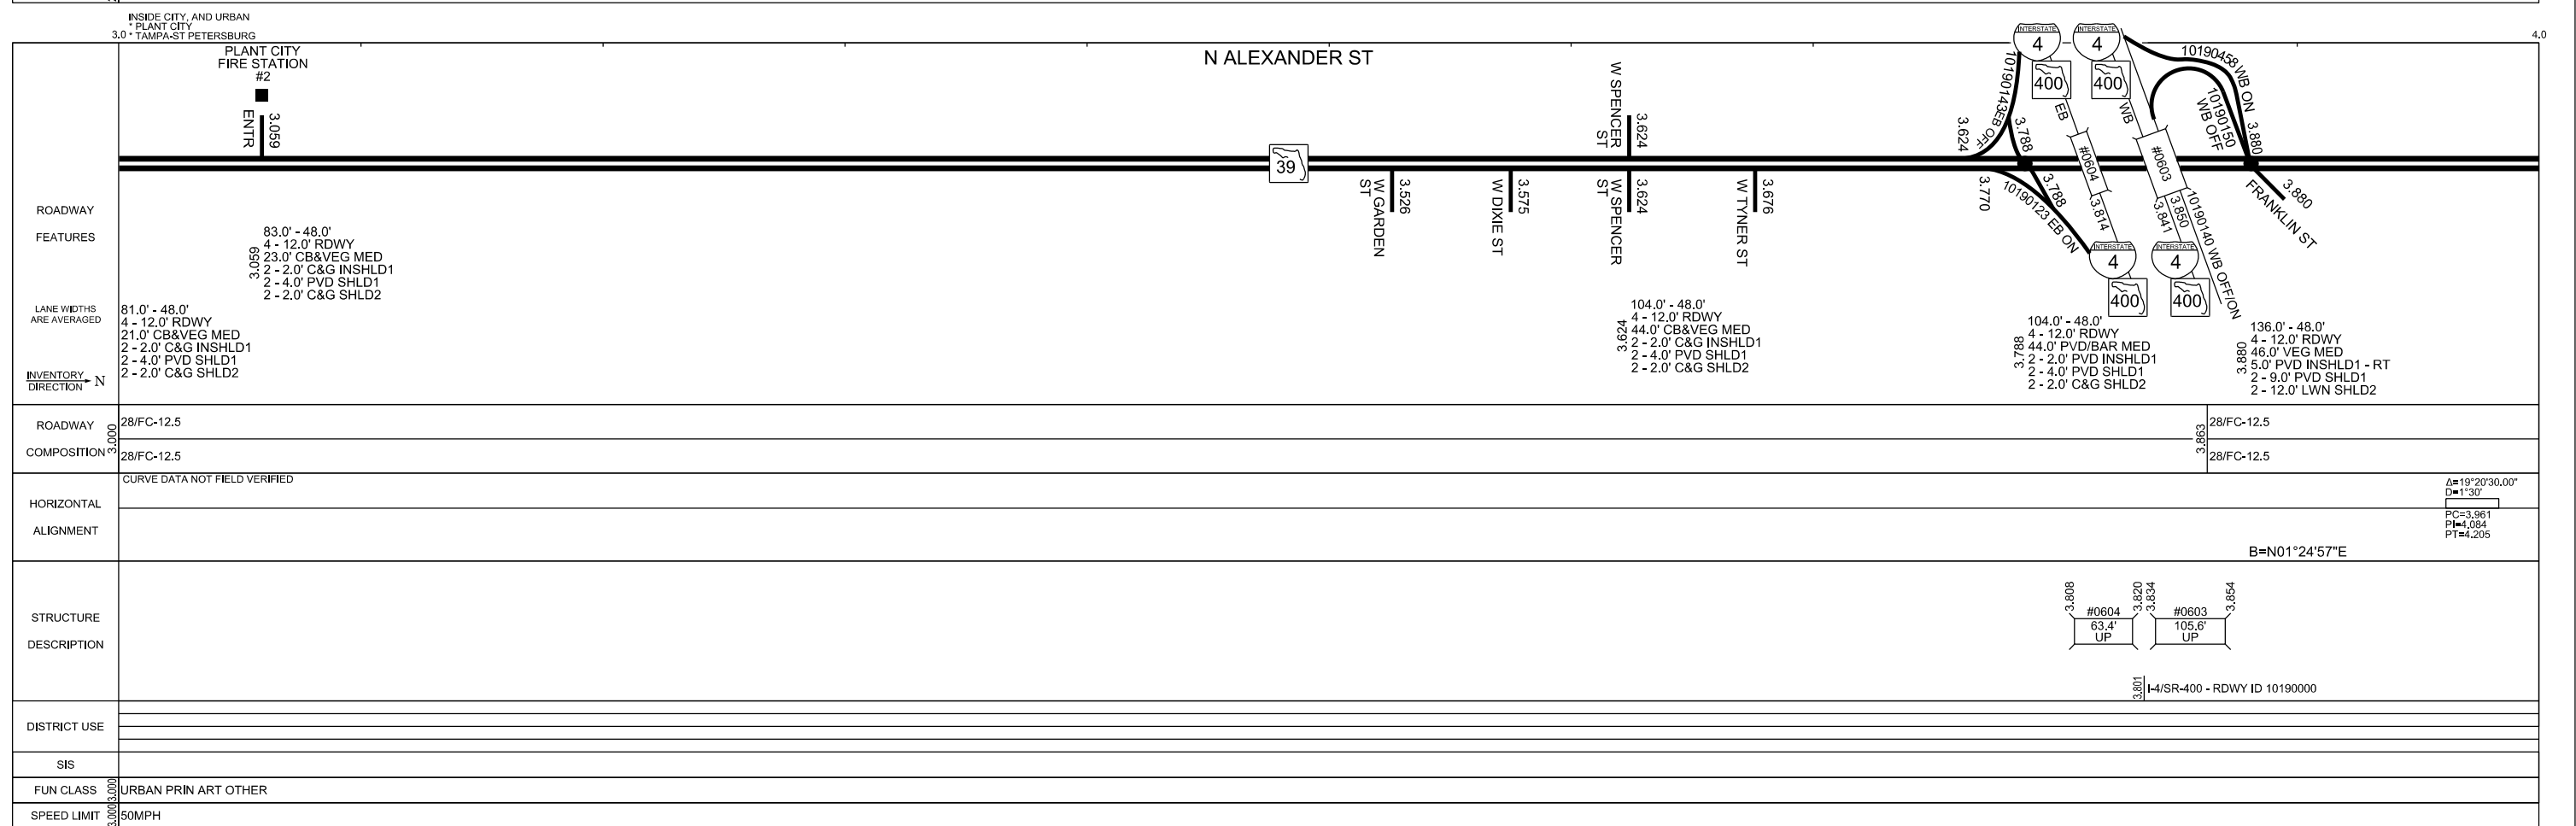 INSIDE CITY, AND URBAN
* PLANT CITY
3.0 * TAMPA-ST PETERSBURG
4.0
PLANT CITY
FIRE STATION
#2
ENTR
3.059
N ALEXANDER ST
39
W GARDEN
ST
3.526
W DIXIE ST
3.575
W SPENCER
ST
3.624
W SPENCER
ST
3.624
W TYNER ST
3.676
3.624
10190143 EB OFF
3.788
3.770
10190123 EB ON
3.788
INTERSTATE
4
400
EB
#0604
3.814
INTERSTATE
4
400
INTERSTATE
4
400
WB
#0603
3.841
3.850
10190140 WB OFF/ON
INTERSTATE
4
400
10190458 WB ON
10190150
WB OFF
3.880
3.880
FRANKLIN ST
ROADWAY
FEATURES
LANE WIDTHS
ARE AVERAGED
INVENTORY
DIRECTION
N
81.0' - 48.0'
4 - 12.0' RDWY
21.0' CB&VEG MED
2 - 2.0' C&G INSHLD1
2 - 4.0' PVD SHLD1
2 - 2.0' C&G SHLD2
3.059
83.0' - 48.0'
4 - 12.0' RDWY
23.0' CB&VEG MED
2 - 2.0' C&G INSHLD1
2 - 4.0' PVD SHLD1
2 - 2.0' C&G SHLD2
3.624
104.0' - 48.0'
4 - 12.0' RDWY
44.0' CB&VEG MED
2 - 2.0' C&G INSHLD1
2 - 4.0' PVD SHLD1
2 - 2.0' C&G SHLD2
3.788
104.0' - 48.0'
4 - 12.0' RDWY
44.0' PVD/BAR MED
2 - 2.0' PVD INSHLD1
2 - 4.0' PVD SHLD1
2 - 2.0' C&G SHLD2
3.880
136.0' - 48.0'
4 - 12.0' RDWY
46.0' VEG MED
5.0' PVD INSHLD1 - RT
2 - 9.0' PVD SHLD1
2 - 12.0' LWN SHLD2
ROADWAY
COMPOSITION
3.000
28/FC-12.5
28/FC-12.5
3.863
28/FC-12.5
28/FC-12.5
HORIZONTAL
ALIGNMENT
CURVE DATA NOT FIELD VERIFIED
Δ=19°20'30.00"
D=1°30'
PC=3.961
PI=4.084
PT=4.205
B=N01°24'57"E
STRUCTURE
DESCRIPTION
3.808
3.820
#0604
63.4'
UP
3.834
3.854
#0603
105.6'
UP
3.801
I-4/SR-400 - RDWY ID 10190000
DISTRICT USE
SIS
FUN CLASS
3.000
URBAN PRIN ART OTHER
SPEED LIMIT
3.000
50MPH